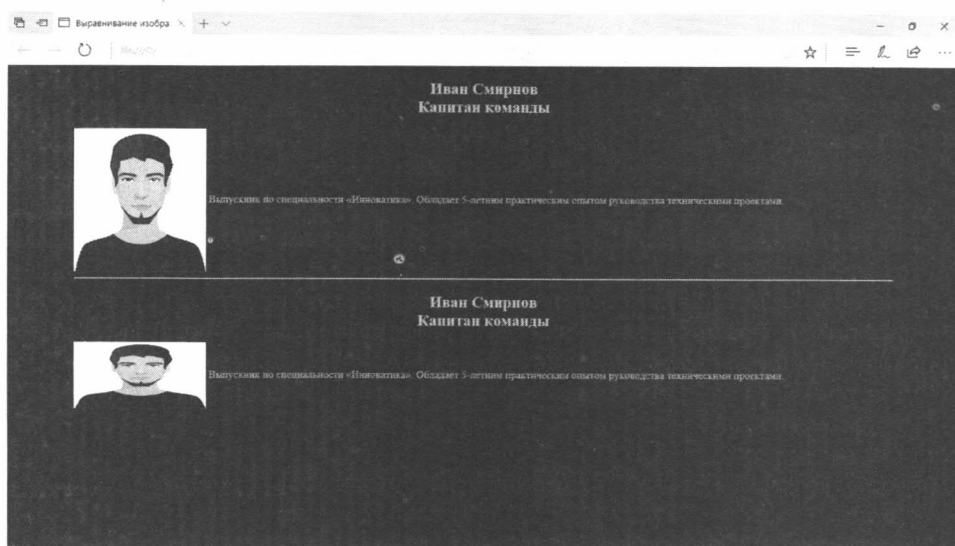 Выравнивание изобра
Иван Смирнов
Капитан команды
Выпускник по специальности «Инноватика». Обладает 5-летним практическим опытом руководства техническими проектами.
Иван Смирнов
Капитан команды
Выпускник по специальности «Инноватика». Обладает 5-летним практическим опытом руководства техническими проектами.